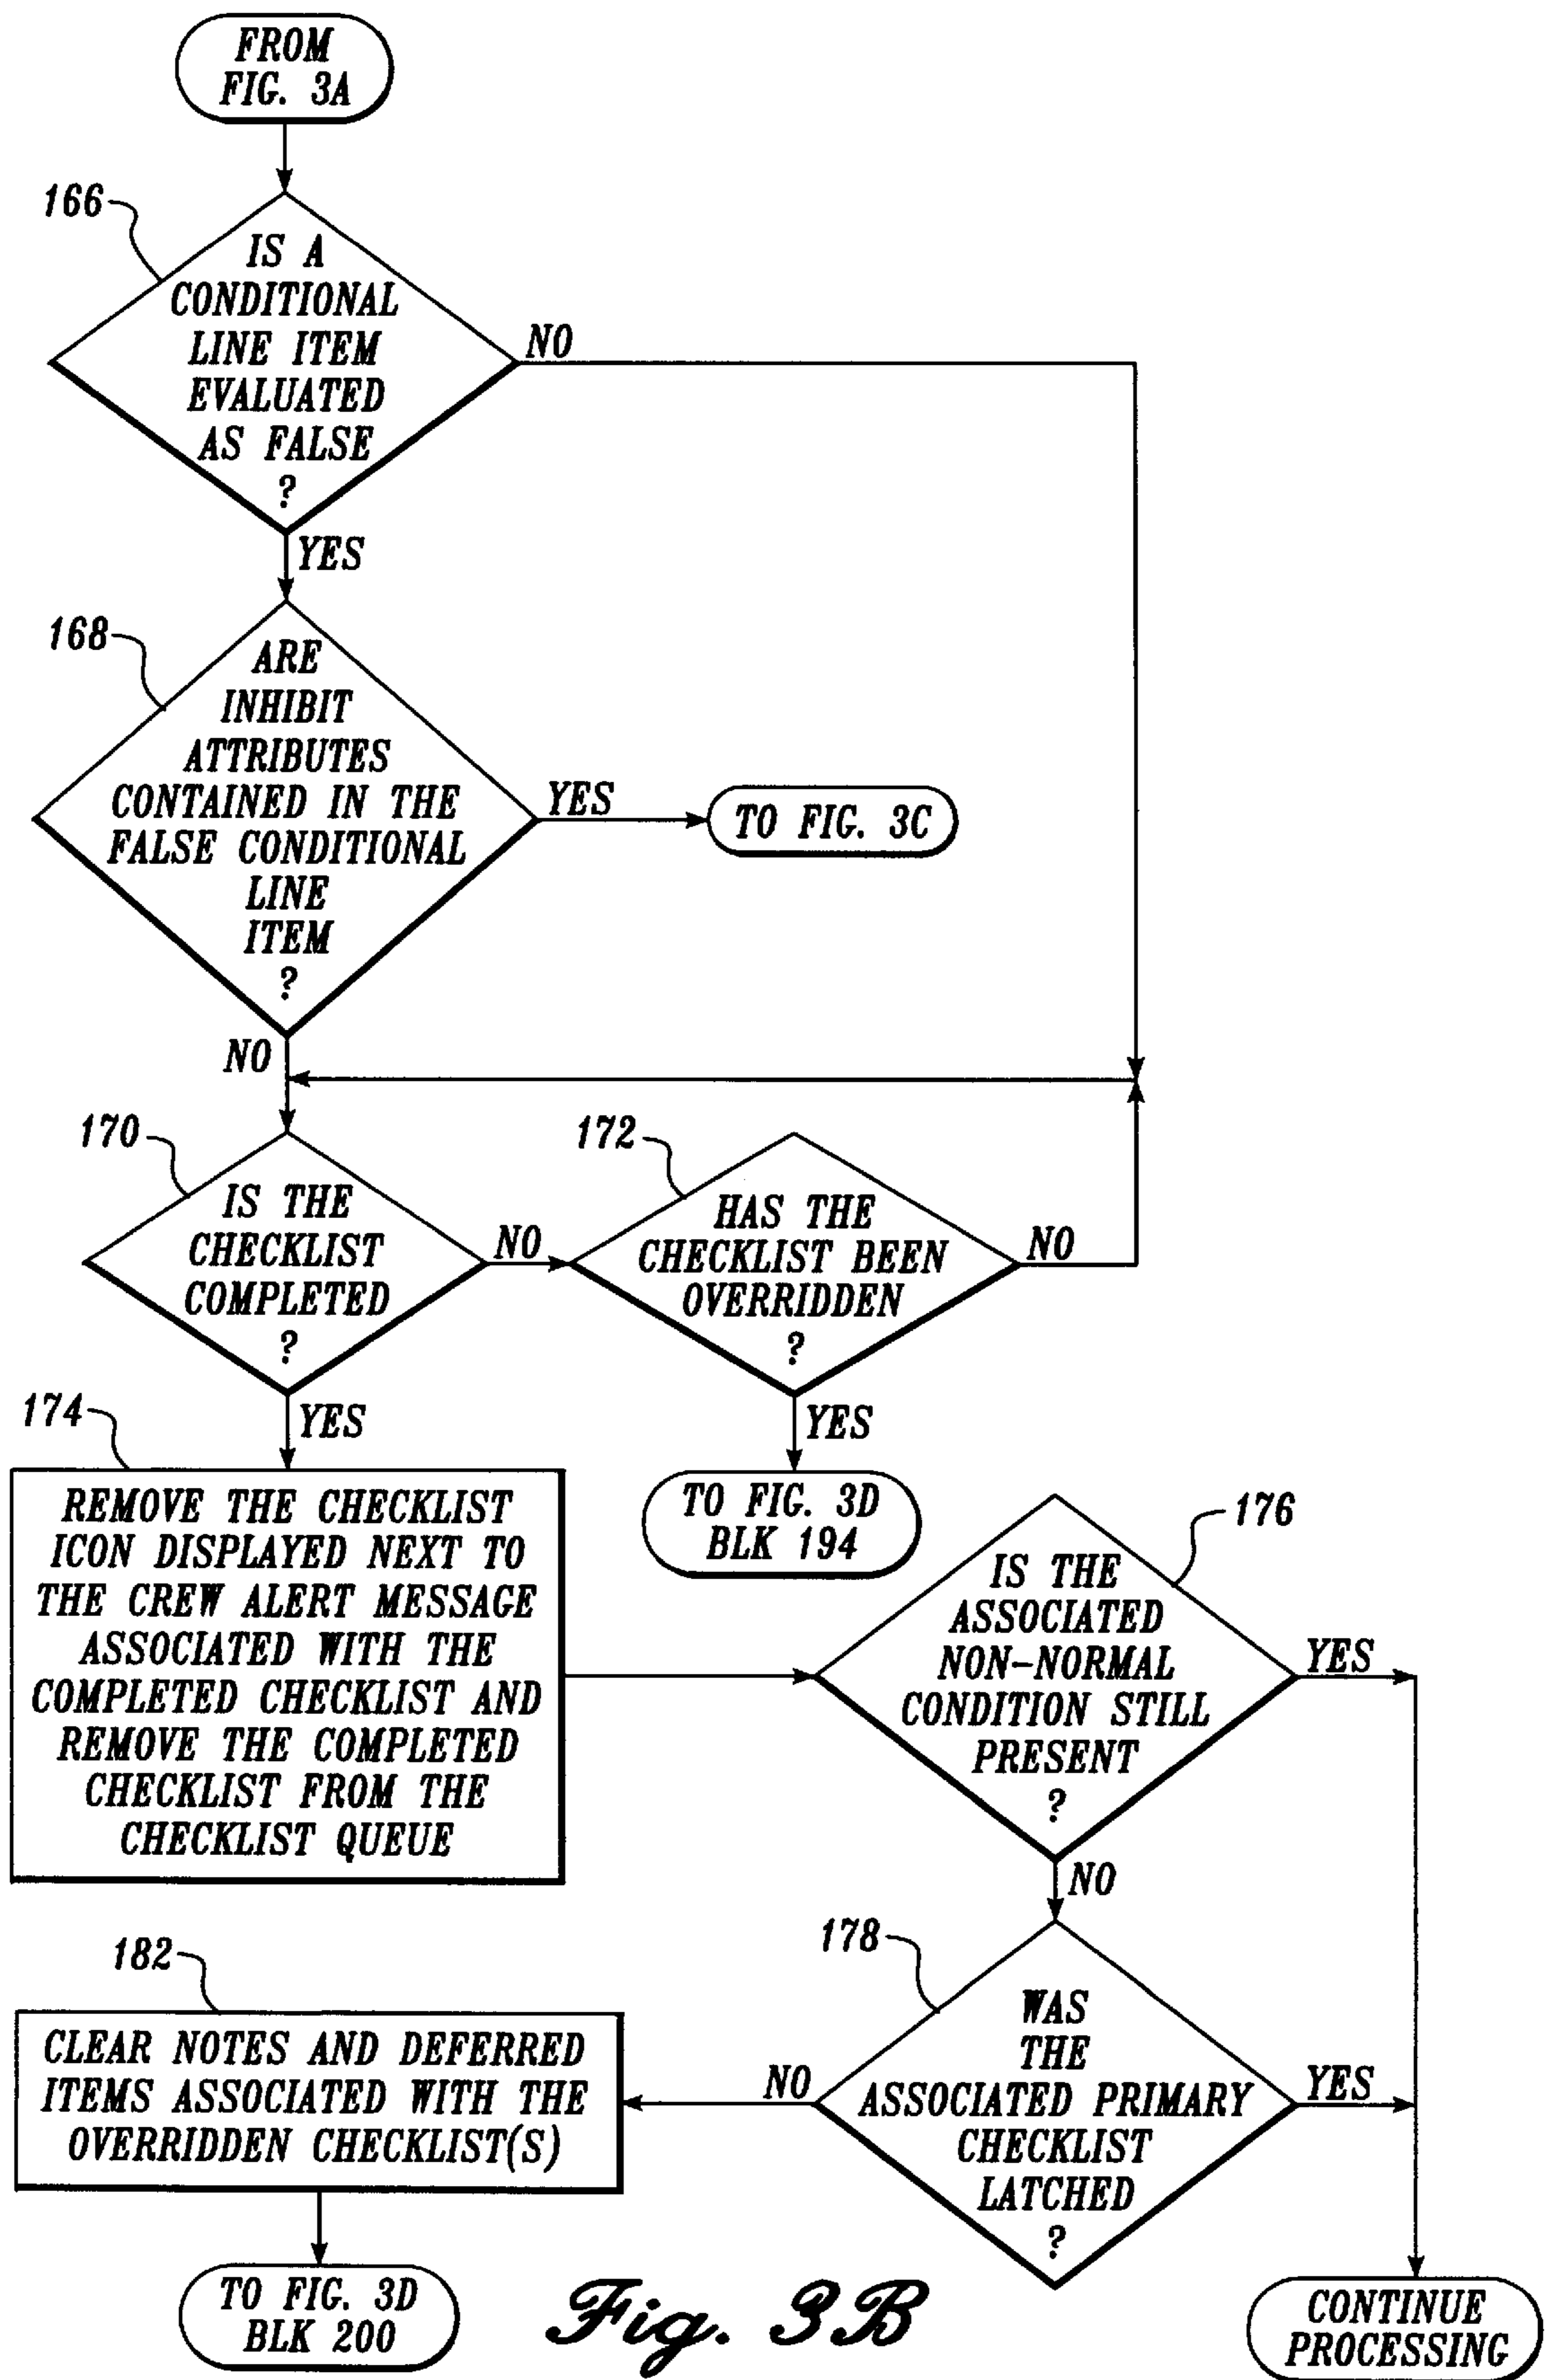 FROM
FIG. 3A
166
IS A
CONDITIONAL
LINE ITEM
EVALUATED
AS FALSE
?
NO
YES
168
ARE
INHIBIT
ATTRIBUTES
CONTAINED IN THE
FALSE CONDITIONAL
LINE
ITEM
?
YES
TO FIG. 3C
NO
170
IS THE
CHECKLIST
COMPLETED
?
NO
172
HAS THE
CHECKLIST BEEN
OVERRIDDEN
?
NO
YES
TO FIG. 3D
BLK 194
YES
174
REMOVE THE CHECKLIST
ICON DISPLAYED NEXT TO
THE CREW ALERT MESSAGE
ASSOCIATED WITH THE
COMPLETED CHECKLIST AND
REMOVE THE COMPLETED
CHECKLIST FROM THE
CHECKLIST QUEUE
176
IS THE
ASSOCIATED
NON-NORMAL
CONDITION STILL
PRESENT
?
YES
NO
178
WAS
THE
ASSOCIATED PRIMARY
CHECKLIST
LATCHED
?
YES
NO
182
CLEAR NOTES AND DEFERRED
ITEMS ASSOCIATED WITH THE
OVERRIDDEN CHECKLIST(S)
TO FIG. 3D
BLK 200
CONTINUE
PROCESSING
Fig. 3B